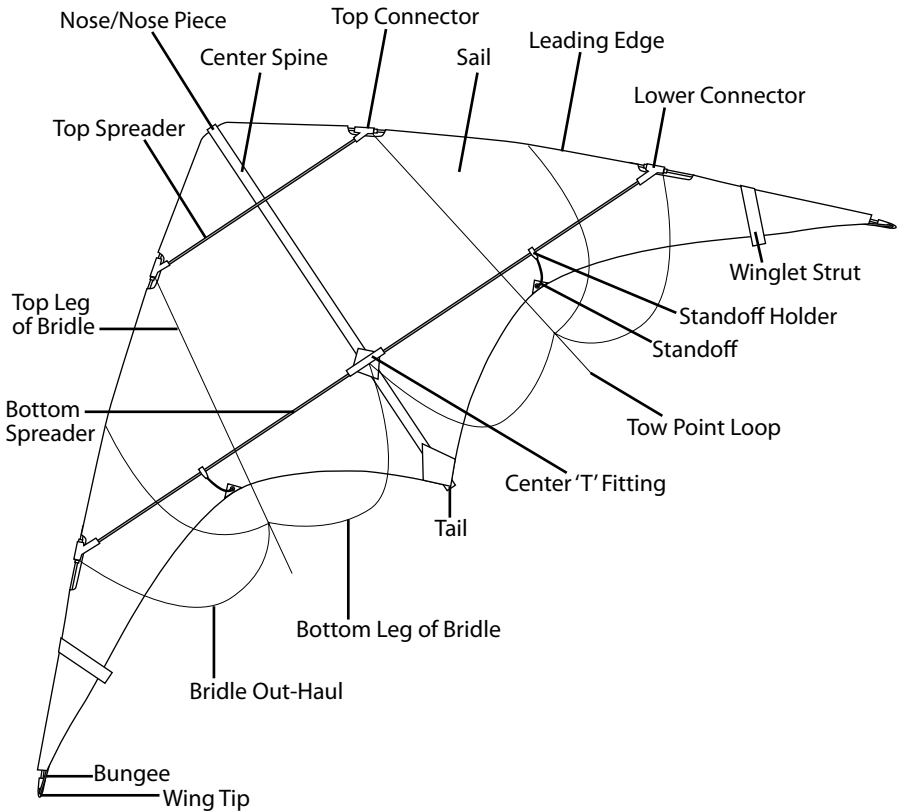 Nose/Nose Piece
Top Connector
Leading Edge
Center Spine
Sail
Lower Connector
Top Spreader
Winglet Strut
Top Leg
of Bridle
Standoff Holder
Standoff
Bottom
Spreader
Tow Point Loop
Center ‘T’ Fitting
Tail
Bottom Leg of Bridle
Bridle Out-Haul
Bungee
Wing Tip